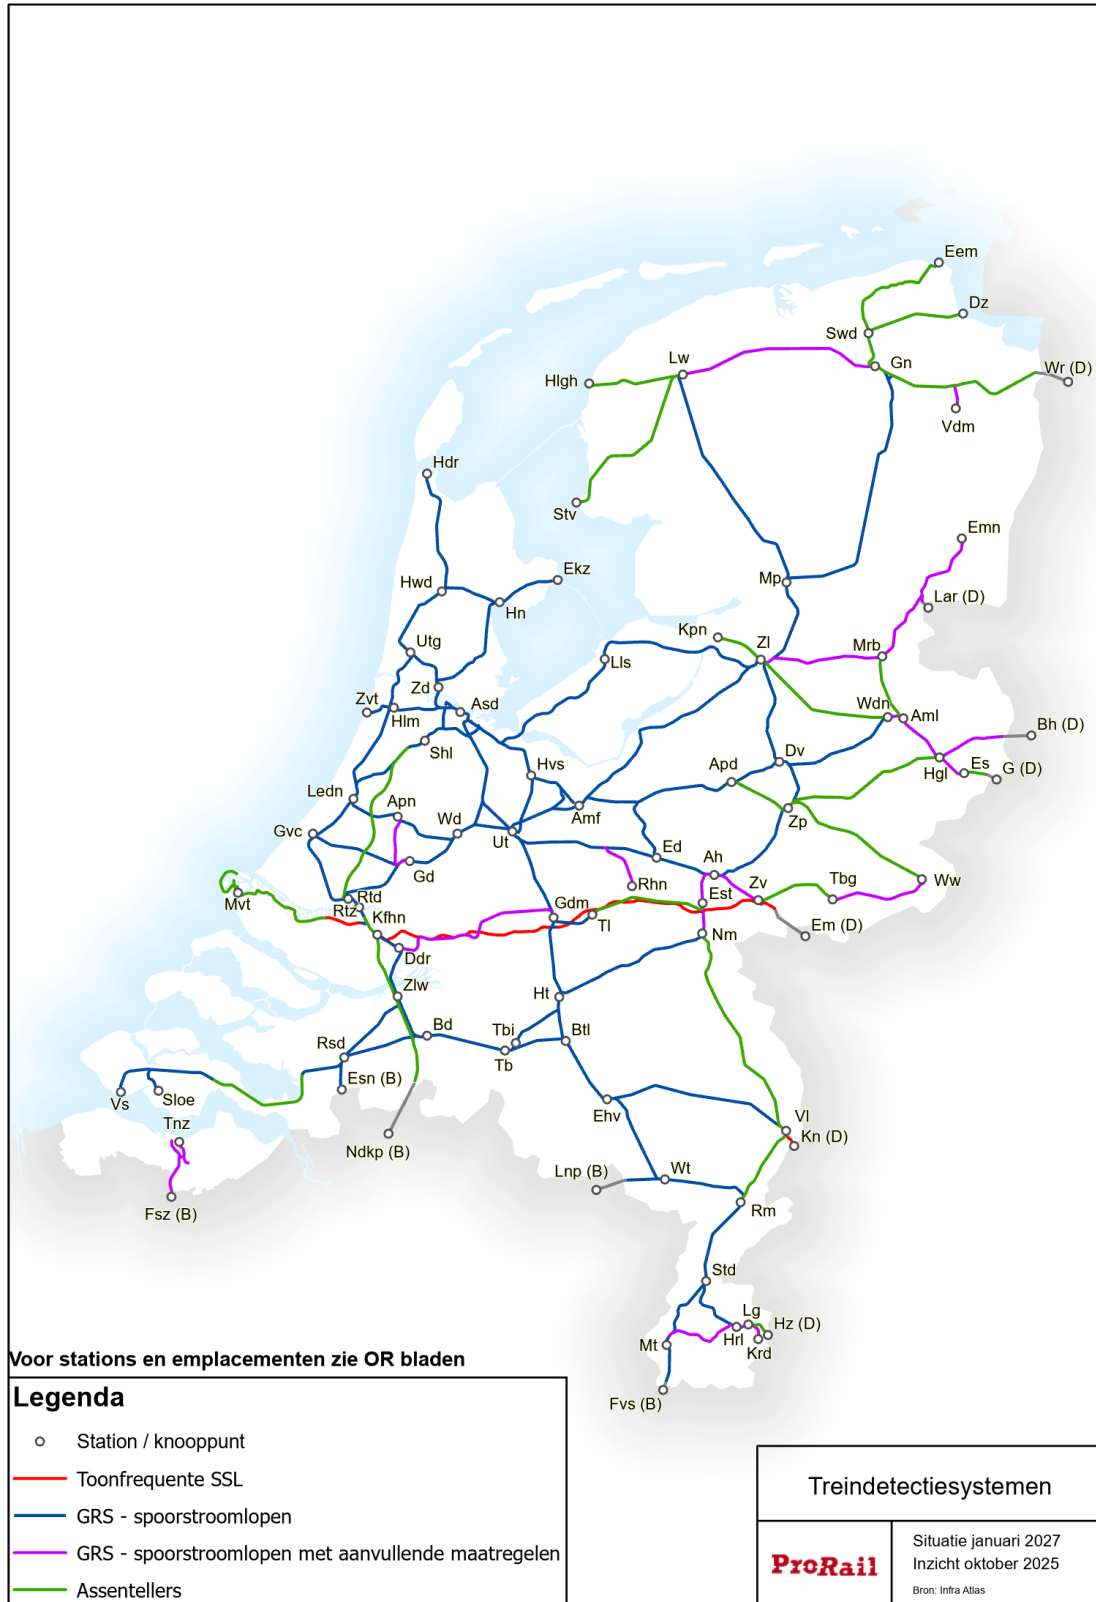 Eem
Dz
Swd
Gn
Lw
Wr (D)
Hlgh
Vdm
Hdr
Stv
Emn
Ekz
Mp
Hwd
Lar (D)
Hn
Kpn
Utg
Zl
Mrb
Lls
Zd
Zvt
Asd
Hlm
Wdn
Aml
Bh (D)
Shl
Dv
Hvs
Apd
Hgl
Es
G (D)
Ledn
Apn
Amf
Zp
Gvc
Wd
Ut
Ed
Ah
Gd
Rhn
Zv
Tbg
Ww
Mvt
Rtd
Rtz
Est
Kfhn
Gdm
Tl
Em (D)
Nm
Ddr
Zlw
Ht
Bd
Tbi
Btl
Rsd
Tb
Esn (B)
Vs
Sloe
Ehv
Tnz
Vl
Kn (D)
Ndkp (B)
Lnp (B)
Wt
Fsz (B)
Rm
Std
Lg
Hz (D)
Hrl
Mt
Krd
Fvs (B)
Voor stations en emplacementen zie OR bladen
Legenda
Station / knooppunt
Toonfrequente SSL
GRS - spoorstroomlopen
GRS - spoorstroomlopen met aanvullende maatregelen
Assentellers
Treindetectiesystemen
ProRail
Situatie januari 2027
Inzicht oktober 2025
Bron: Infra Atlas